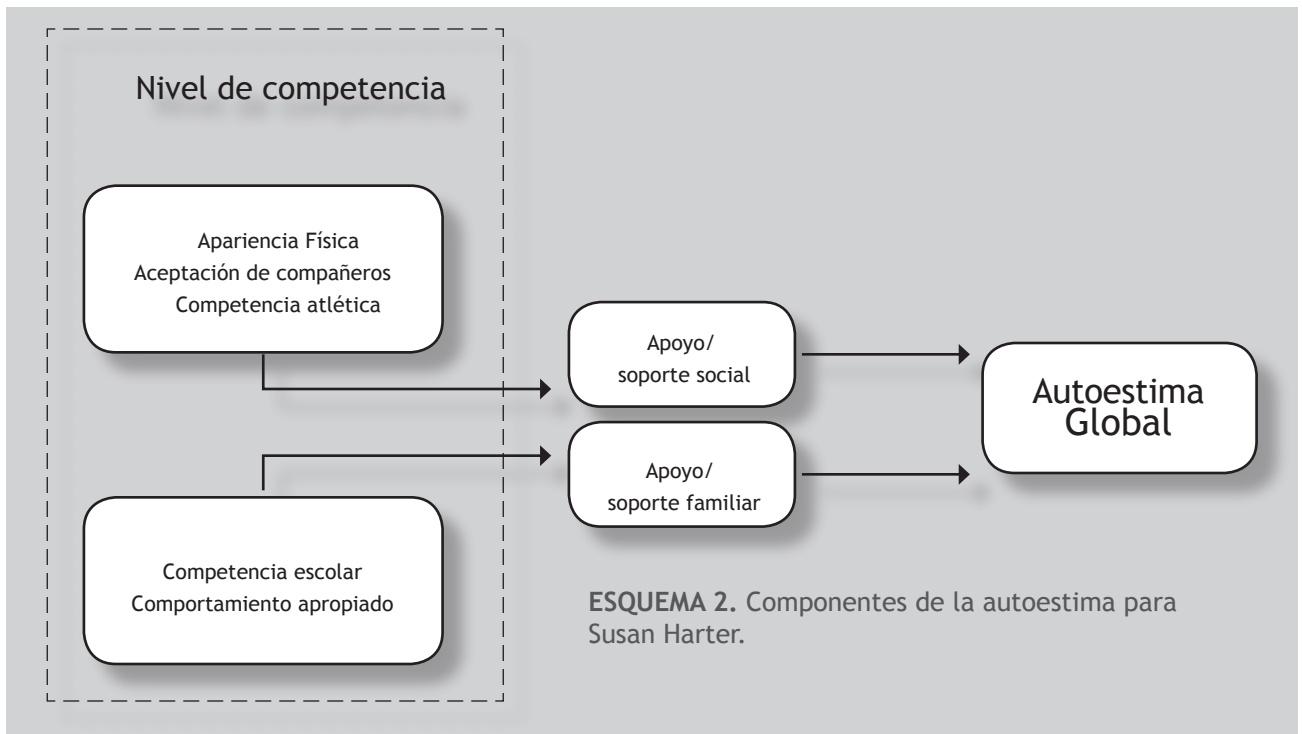 Nivel de competencia
Apariencia Física
Aceptación de compañeros
Competencia atlética
Apoyo/
soporte social
Autoestima
Global
Apoyo/
soporte familiar
Competencia escolar
Comportamiento apropiado
ESQUEMA 2. Componentes de la autoestima para
Susan Harter.